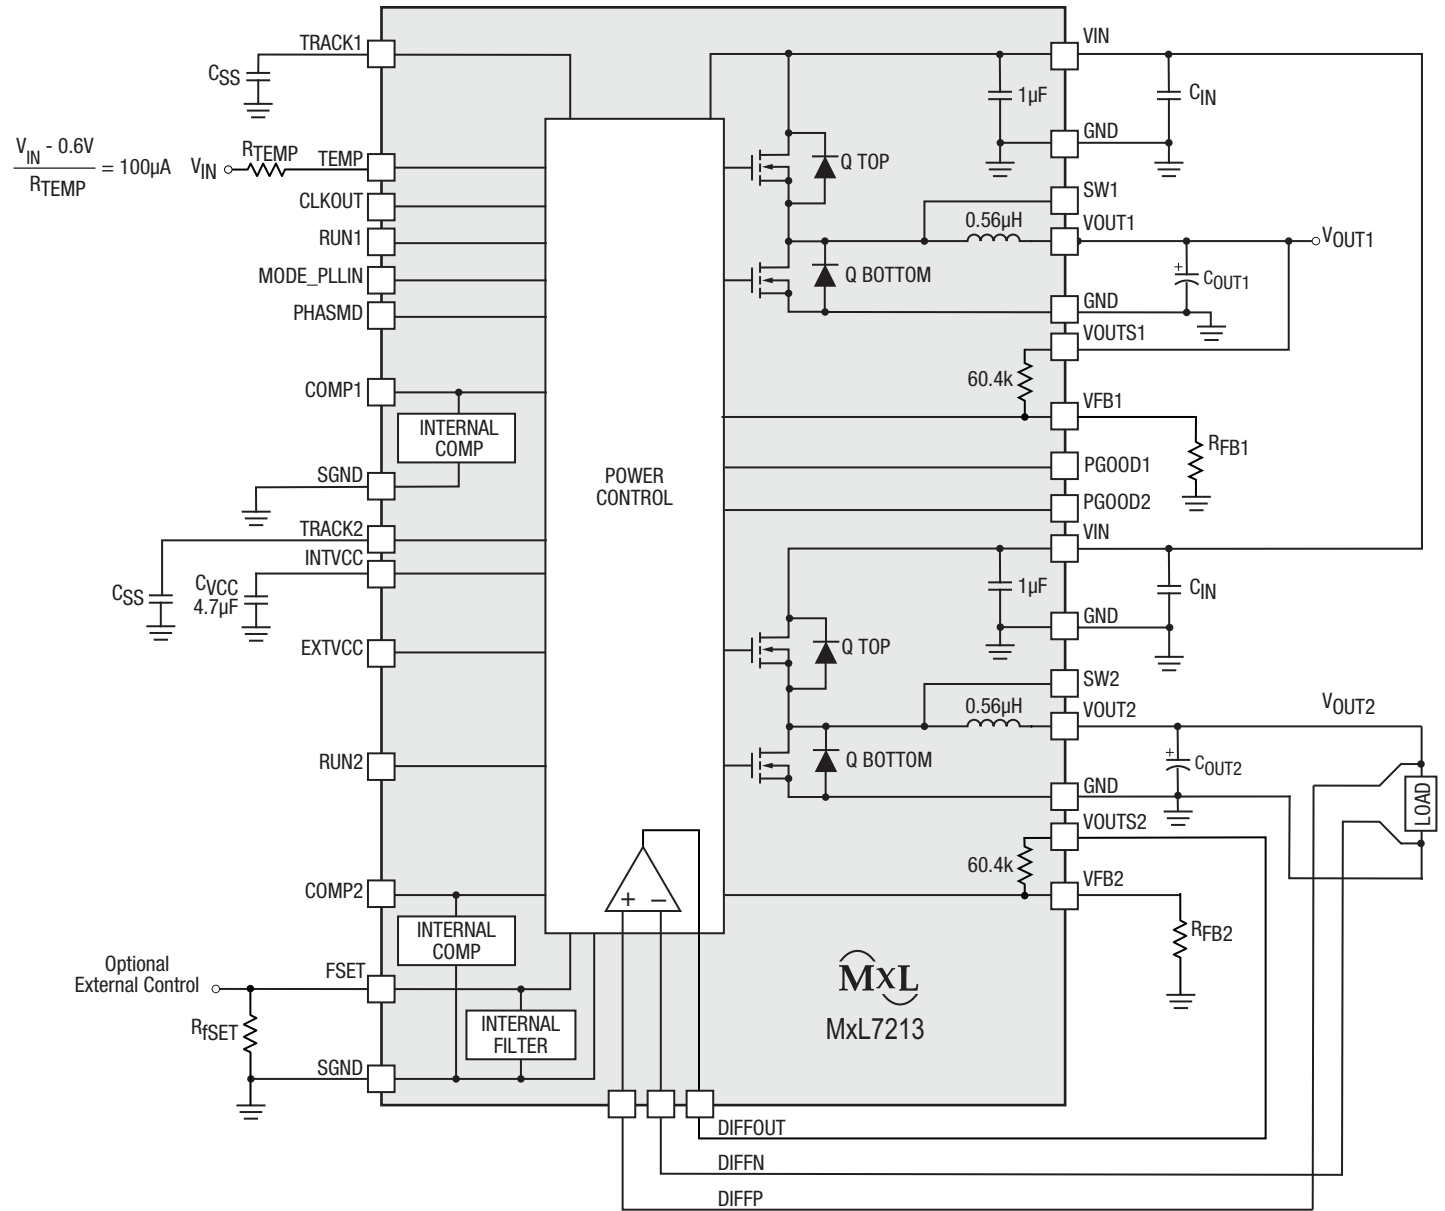 TRACK1
CSS
VIN - 0.6V
RTEMP
= 100µA
VIN
RTEMP
TEMP
CLKOUT
RUN1
MODE_PLLIN
PHASMD
COMP1
INTERNAL
COMP
SGND
TRACK2
INTVCC
CSS
CVCC
4.7µF
EXTVCC
RUN2
COMP2
INTERNAL
COMP
Optional
External Control
FSET
RfSET
INTERNAL
FILTER
SGND
POWER
CONTROL
+
–
VIN
1µF
CIN
GND
Q TOP
SW1
0.56µH
VOUT1
VOUT1
Q BOTTOM
+
COUT1
GND
VOUTS1
60.4k
VFB1
RFB1
PGOOD1
PGOOD2
VIN
1µF
CIN
GND
Q TOP
SW2
0.56µH
VOUT2
VOUT2
Q BOTTOM
+
COUT2
GND
LOAD
VOUTS2
60.4k
VFB2
RFB2
MxL
MxL7213
DIFFOUT
DIFFN
DIFFP